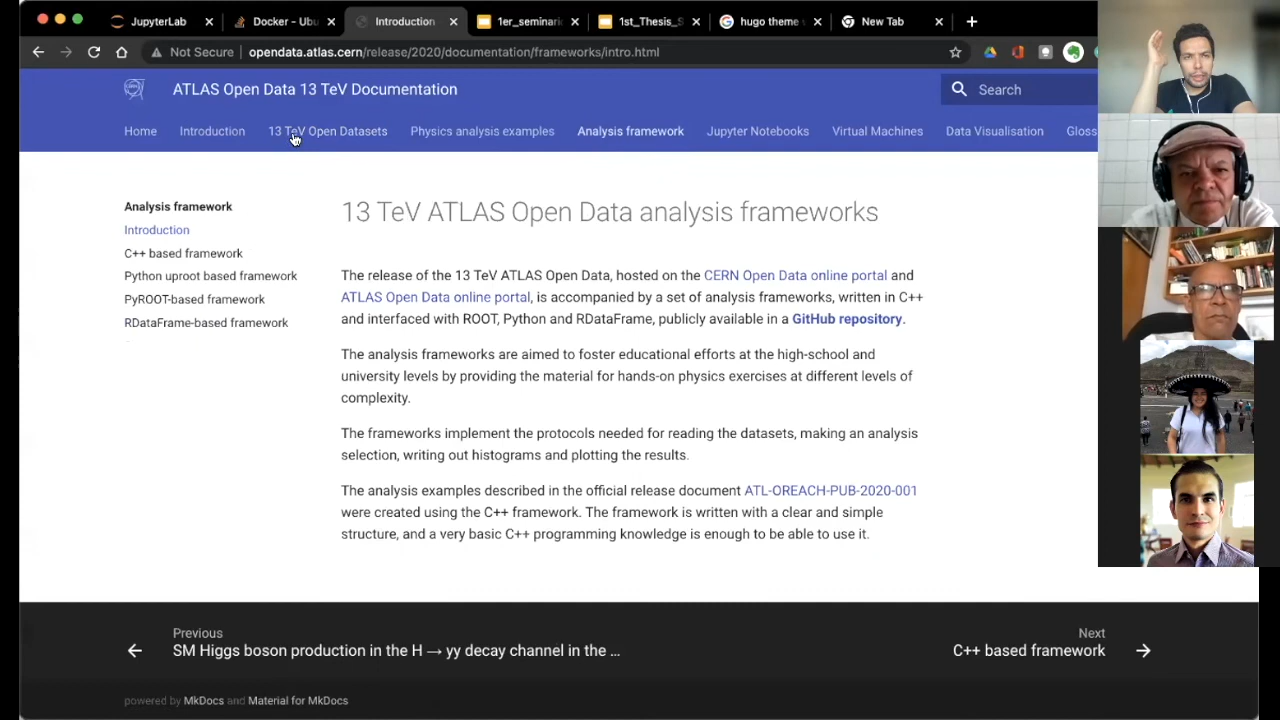 JupyterLab
Docker - Ubu
Introduction
1er_seminari
1st_Thesis_S
hugo theme
New Tab
Not Secure
opendata.atlas.cern/release/2020/documentation/frameworks/intro.html
ATLAS Open Data 13 TeV Documentation
Search
Home
Introduction
13 TeV Open Datasets
Physics analysis examples
Analysis framework
Jupyter Notebooks
Virtual Machines
Data Visualisation
Gloss
Analysis framework
Introduction
C++ based framework
Python uproot based framework
PyROOT-based framework
RDataFrame-based framework
13 TeV ATLAS Open Data analysis frameworks
The release of the 13 TeV ATLAS Open Data, hosted on the CERN Open Data online portal and
ATLAS Open Data online portal, is accompanied by a set of analysis frameworks, written in C++
and interfaced with ROOT, Python and RDataFrame, publicly available in a GitHub repository.
The analysis frameworks are aimed to foster educational efforts at the high-school and
university levels by providing the material for hands-on physics exercises at different levels of
complexity.
The frameworks implement the protocols needed for reading the datasets, making an analysis
selection, writing out histograms and plotting the results.
The analysis examples described in the official release document ATL-OREACH-PUB-2020-001
were created using the C++ framework. The framework is written with a clear and simple
structure, and a very basic C++ programming knowledge is enough to be able to use it.
Previous
SM Higgs boson production in the H → yy decay channel in the ...
Next
C++ based framework
powered by MkDocs and Material for MkDocs